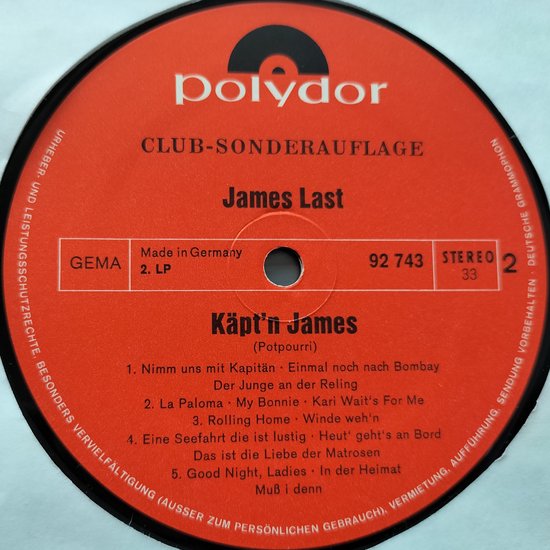 polydor
CLUB-SONDERAUFLAGE
James Last
GEMA
Made in Germany
2. LP
92 743
STEREO
33
2
Käpt'n James
(Potpourri)
1. Nimm uns mit Kapitän · Einmal noch nach Bombay
Der Junge an der Reling
2. La Paloma · My Bonnie · Kari Wait's For Me
3. Rolling Home · Winde weh'n
4. Eine Seefahrt die ist lustig · Heut' geht's an Bord
Das ist die Liebe der Matrosen
5. Good Night, Ladies · In der Heimat
Muß i denn
URHEBER- UND LEISTUNGSSCHUTZRECHTE, BESONDERS VERVIELFÄLTIGUNG (AUSSER ZUM PERSÖNLICHEN GEBRAUCH), VERMIETUNG, AUFFÜHRUNG, SENDUNG VORBEHALTEN · DEUTSCHE GRAMMOPHON